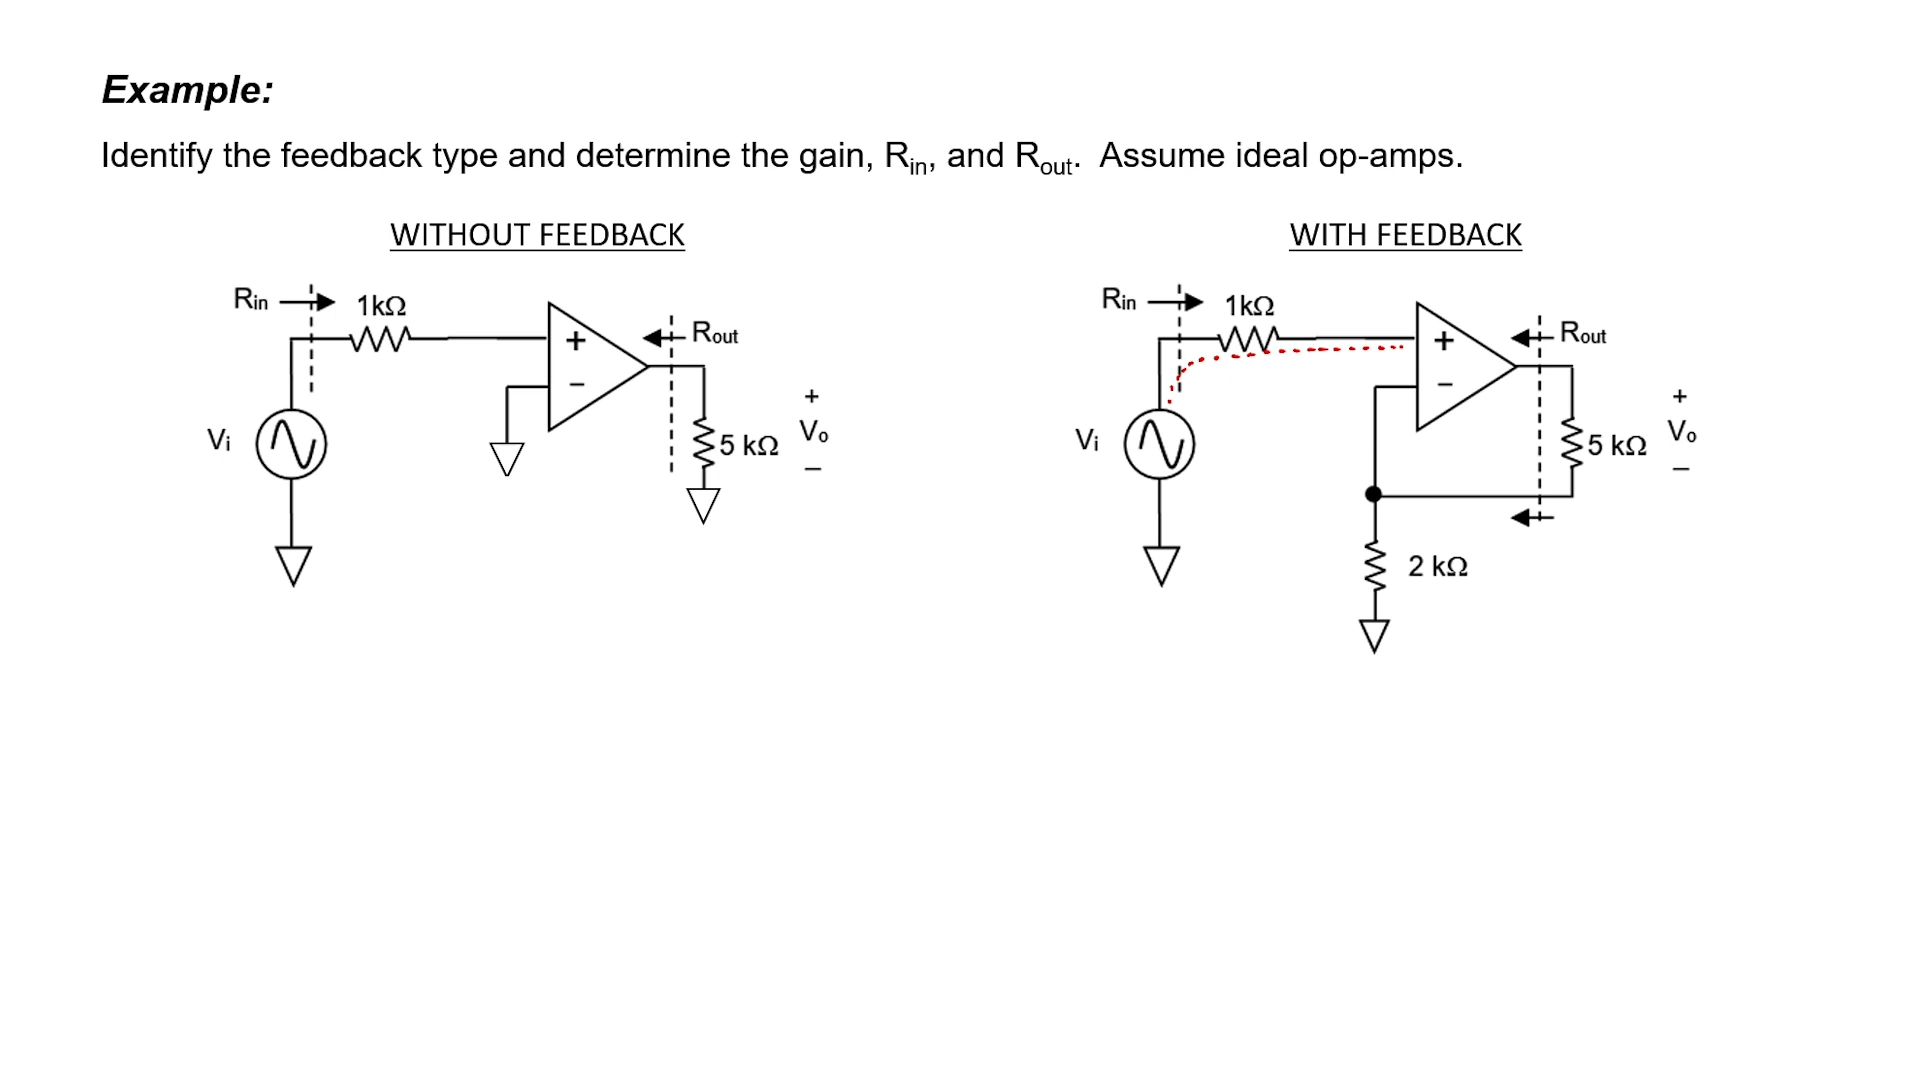 Example:
Identify the feedback type and determine the gain, Rin, and Rout. Assume ideal op-amps.
WITHOUT FEEDBACK
Rin
1kΩ
+
−
Rout
Vi
5 kΩ
+
Vo
−
WITH FEEDBACK
Rin
1kΩ
+
−
Rout
Vi
5 kΩ
+
Vo
−
2 kΩ